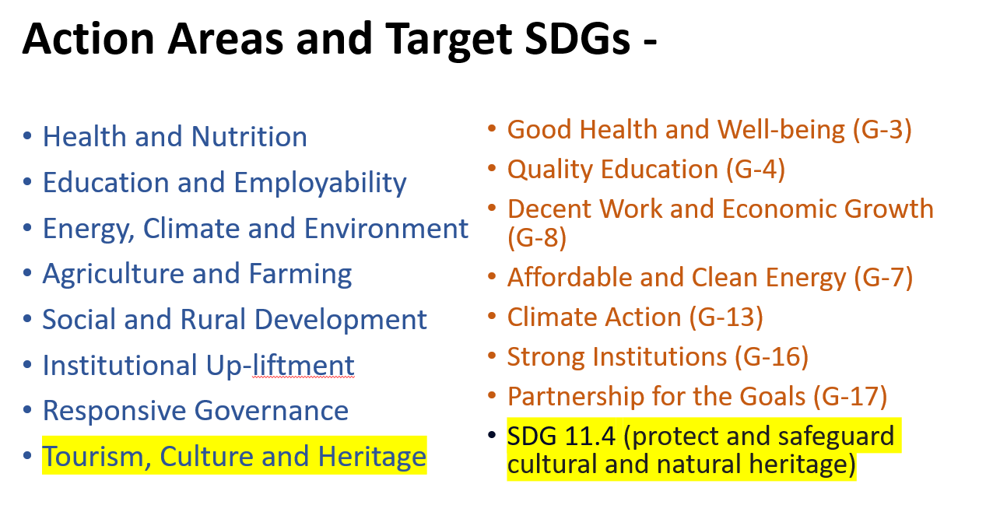 Action Areas and Target SDGs -
• Health and Nutrition
• Education and Employability
• Energy, Climate and Environment
• Agriculture and Farming
• Social and Rural Development
• Institutional Up-liftment
• Responsive Governance
• Tourism, Culture and Heritage
• Good Health and Well-being (G-3)
• Quality Education (G-4)
• Decent Work and Economic Growth
(G-8)
• Affordable and Clean Energy (G-7)
• Climate Action (G-13)
• Strong Institutions (G-16)
• Partnership for the Goals (G-17)
• SDG 11.4 (protect and safeguard
cultural and natural heritage)